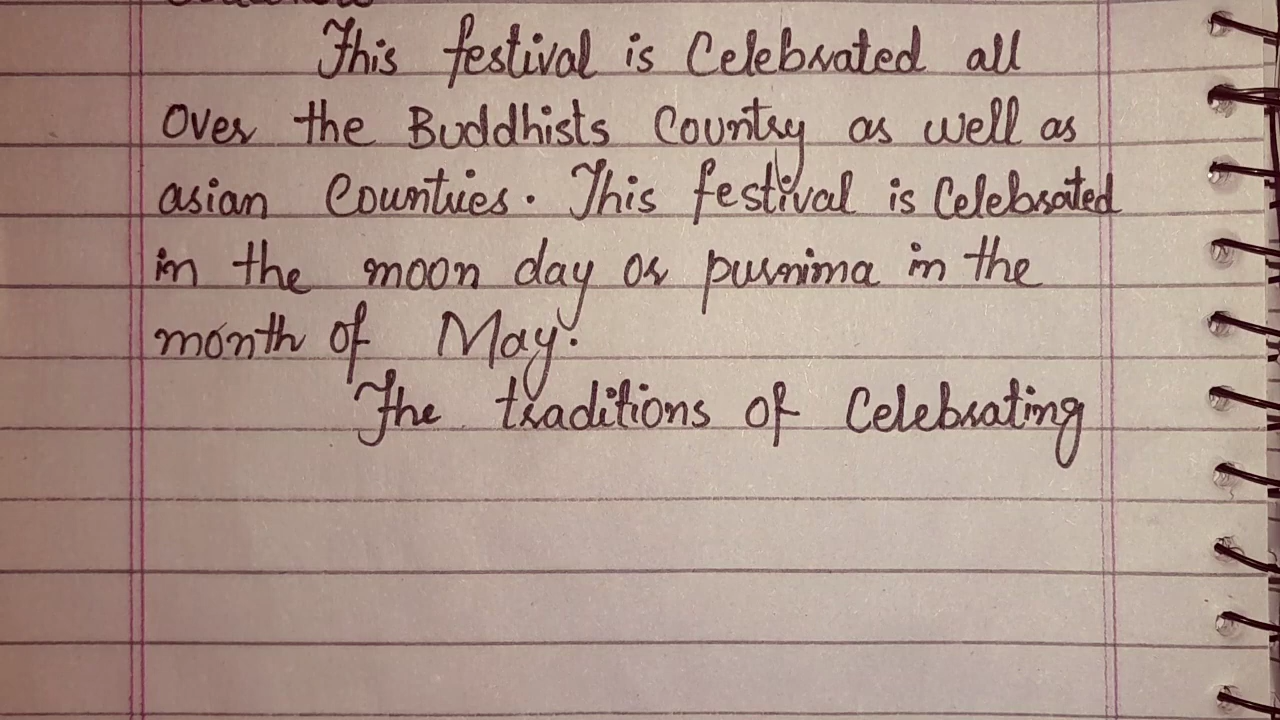 This festival is Celebrated all
Over the Buddhists Country as well as
asian Countries. This festival is Celebrated
in the moon day or purnima in the
month of May.
The traditions of Celebrating